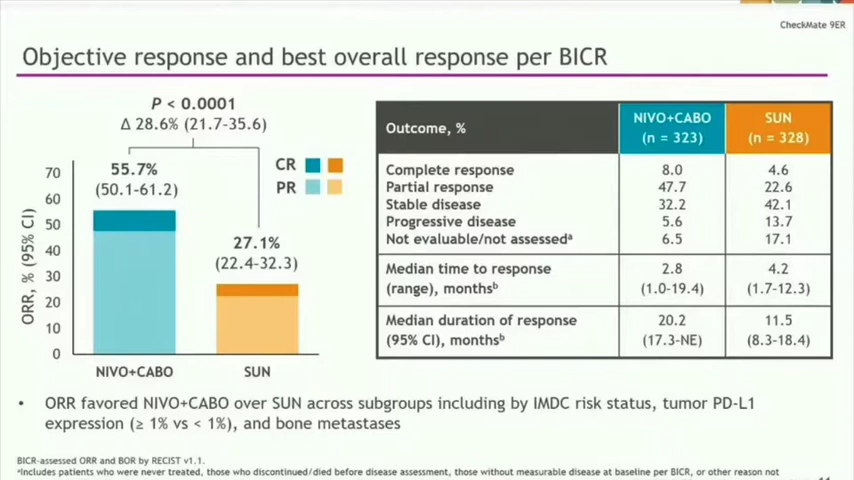 CheckMate 9ER
Objective response and best overall response per BICR
P < 0.0001
Δ 28.6% (21.7-35.6)
55.7%
(50.1-61.2)
CR
PR
27.1%
(22.4-32.3)
ORR, % (95% CI)
70
60
50
40
30
20
10
0
NIVO+CABO SUN
Outcome, % NIVO+CABO (n = 323) SUN (n = 328)
Complete response 8.0 4.6
Partial response 47.7 22.6
Stable disease 32.2 42.1
Progressive disease 5.6 13.7
Not evaluable/not assessedᵃ 6.5 17.1
Median time to response 2.8 4.2
(range), monthsᵇ (1.0-19.4) (1.7-12.3)
Median duration of response 20.2 11.5
(95% CI), monthsᵇ (17.3-NE) (8.3-18.4)
• ORR favored NIVO+CABO over SUN across subgroups including by IMDC risk status, tumor PD-L1
expression (≥ 1% vs < 1%), and bone metastases
BICR-assessed ORR and BOR by RECIST v1.1.
ᵃIncludes patients who were never treated, those who discontinued/died before disease assessment, those without measurable disease at baseline per BICR, or other reason not